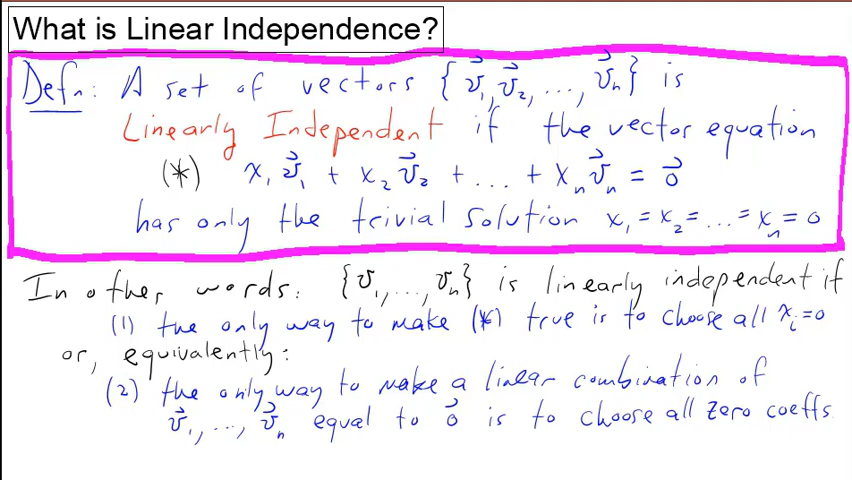 What is Linear Independence?
Defn: A set of vectors {v⃗₁, v⃗₂, ..., v⃗ₙ} is
Linearly Independent if the vector equation
(*) x₁v⃗₁ + x₂v⃗₂ + ... + xₙv⃗ₙ = 0⃗
has only the trivial solution x₁ = x₂ = ... = xₙ = 0
In other words: {v⃗₁, ..., v⃗ₙ} is linearly independent if
(1) the only way to make (*) true is to choose all xᵢ=0
or, equivalently:
(2) the only way to make a linear combination of
v⃗₁, ..., v⃗ₙ equal to 0⃗ is to choose all zero coeffs.